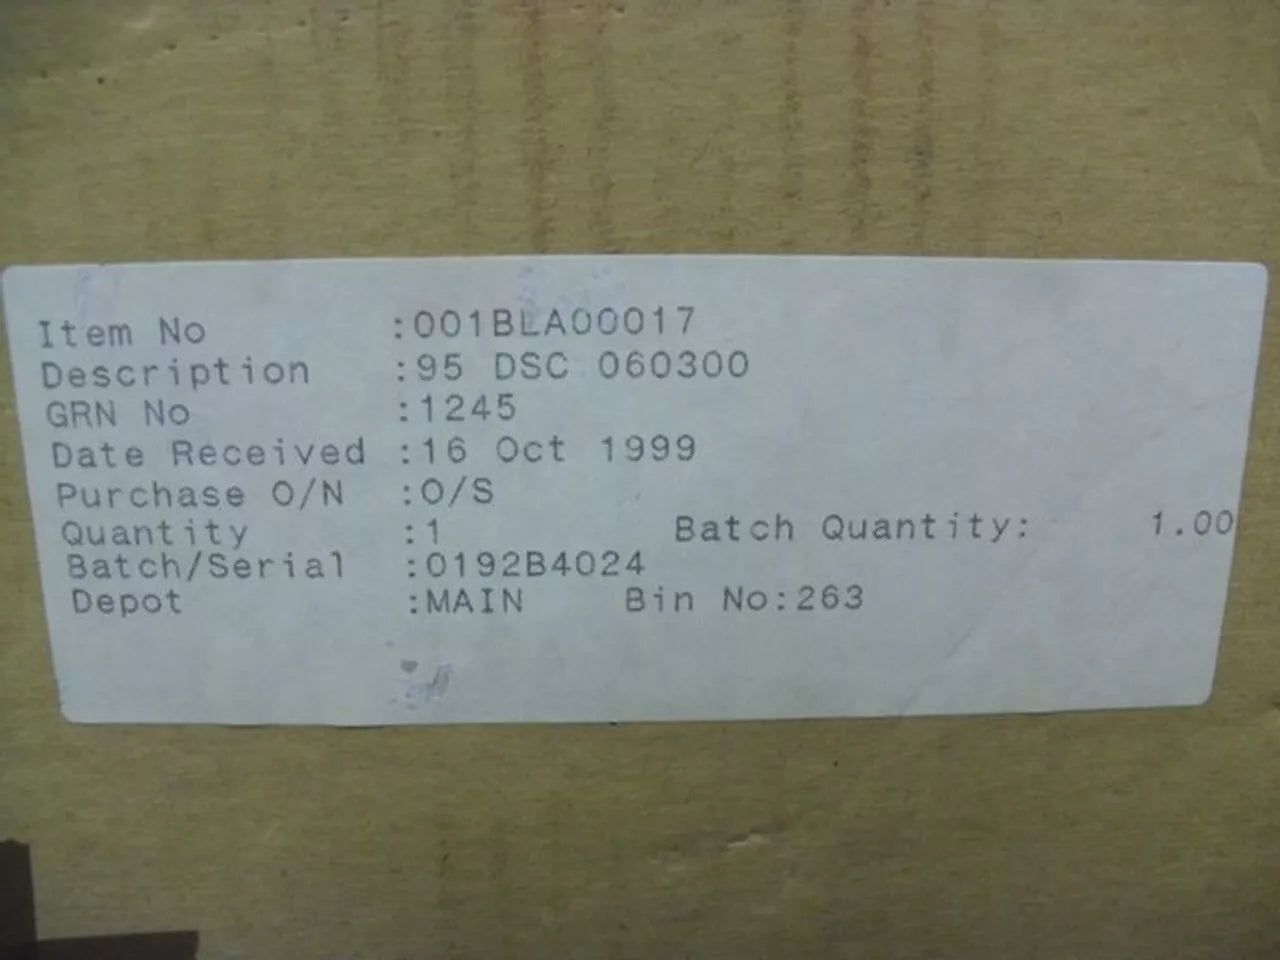 Item No :001BLA00017
Description :95 DSC 060300
GRN No :1245
Date Received :16 Oct 1999
Purchase O/N :O/S
Quantity :1 Batch Quantity: 1.00
Batch/Serial :0192B4024
Depot :MAIN Bin No:263